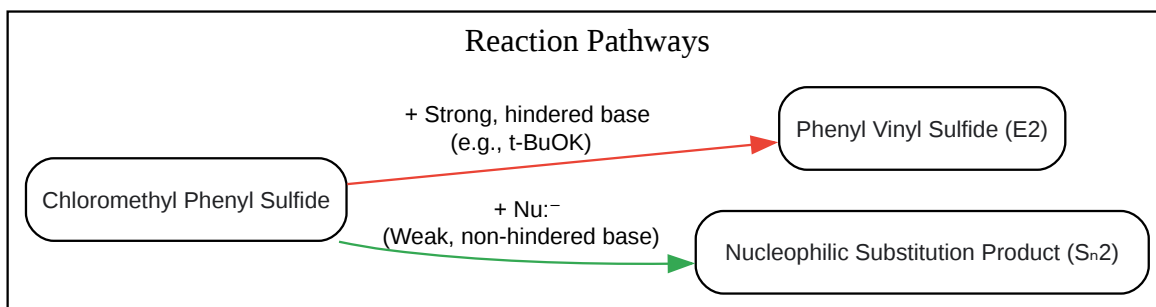 Reaction Pathways
+ Strong, hindered base
(e.g., t-BuOK)
Phenyl Vinyl Sulfide (E2)
Chloromethyl Phenyl Sulfide
+ Nu:⁻
(Weak, non-hindered base)
Nucleophilic Substitution Product (Sₙ2)